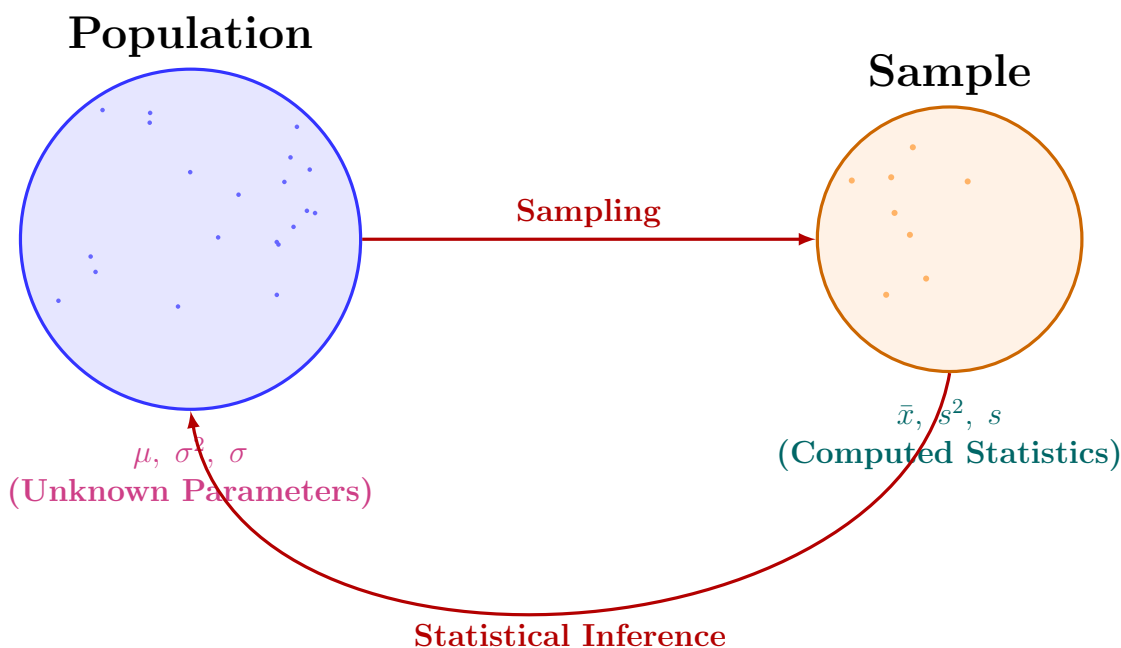 Population
Sample
Sampling
x̄, s², s
(Computed Statistics)
μ, σ², σ
(Unknown Parameters)
Statistical Inference